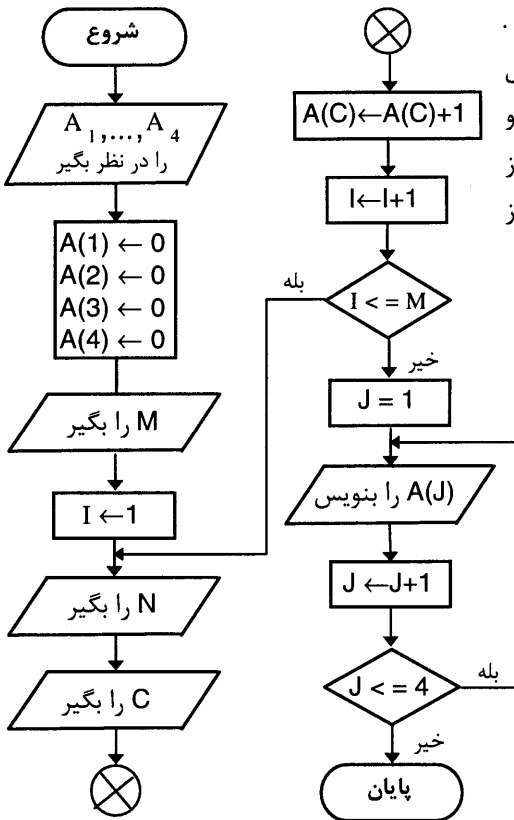 شروع
A 1,..., A 4
را در نظر بگیر
A(1) ← 0
A(2) ← 0
A(3) ← 0
A(4) ← 0
M را بگیر
I ←1
N را بگیر
C را بگیر
A(C)←A(C)+1
I←I+1
I <= M
بله
خیر
J = 1
A(J) را بنویس
J ←J+1
J <= 4
بله
خیر
پایان
.
و
ز
ز